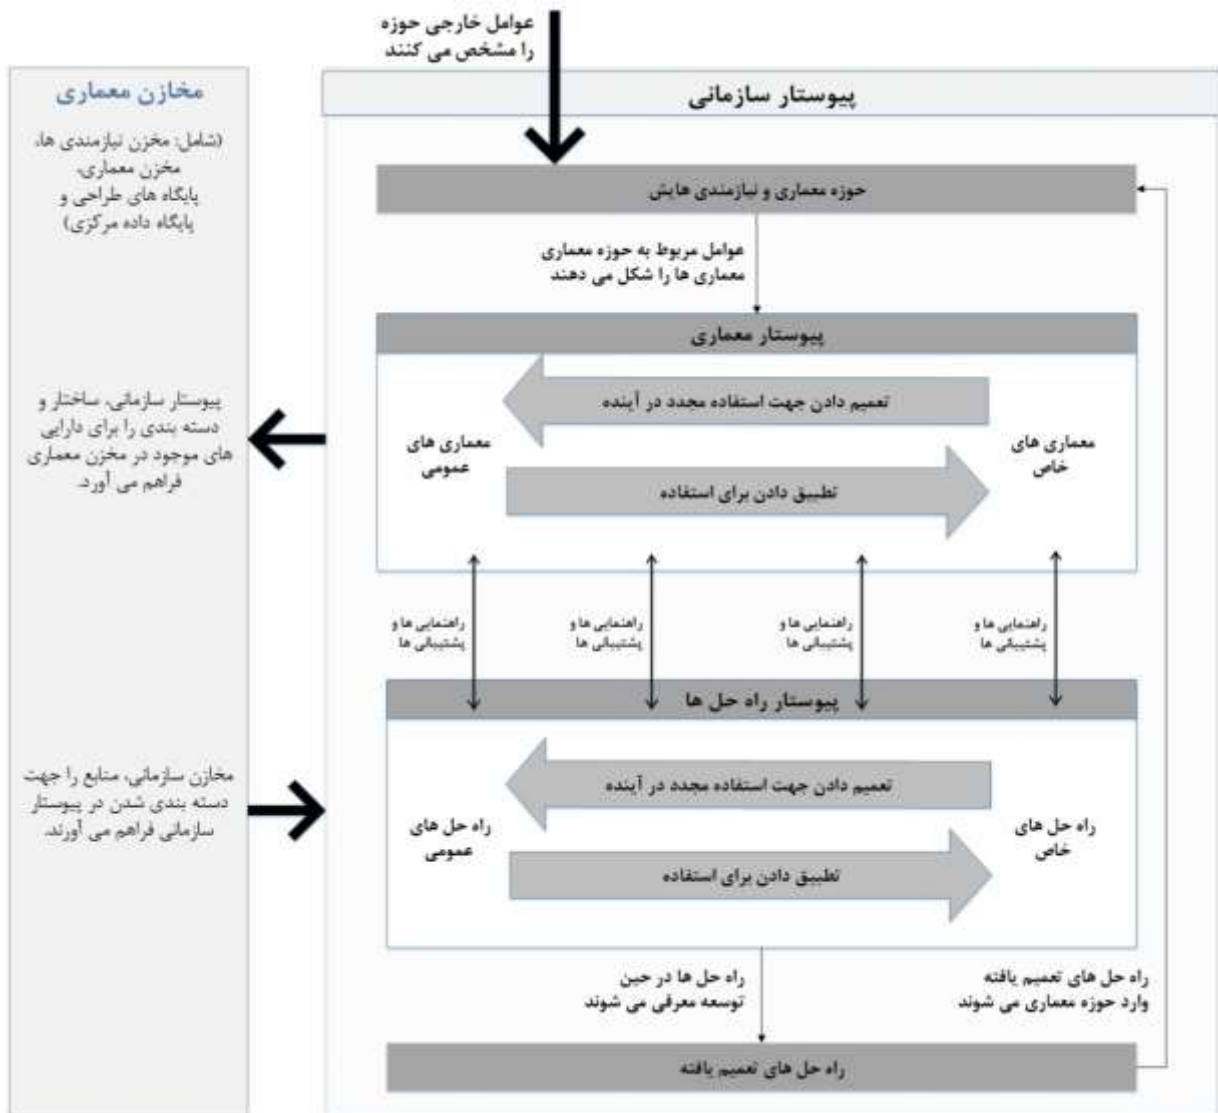 عوامل خارجی حوزه
را مشخص می کنند
پیوستار سازمانی
حوزه معماری و نیازمندی هایش
عوامل مربوط به حوزه معماری
معماری ها را شکل می دهند
پیوستار معماری
تعمیم دادن جهت استفاده مجدد در آینده
معماری های
خاص
معماری های
عمومی
تطبیق دادن برای استفاده
راهنمایی ها و
پشتیبانی ها
راهنمایی ها و
پشتیبانی ها
راهنمایی ها و
پشتیبانی ها
راهنمایی ها و
پشتیبانی ها
پیوستار راه حل ها
تعمیم دادن جهت استفاده مجدد در آینده
راه حل های
خاص
راه حل های
عمومی
تطبیق دادن برای استفاده
راه حل های تعمیم یافته
وارد حوزه معماری می شوند
راه حل ها در حین
توسعه معرفی می شوند
راه حل های تعمیم یافته
مخازن معماری
(شامل: مخزن نیازمندی ها،
مخزن معماری،
پایگاه های طراحی و
پایگاه داده مرکزی)
پیوستار سازمانی، ساختار و
دسته بندی را برای دارایی
های موجود در مخزن معماری
فراهم می آورد.
مخازن سازمانی، منابع را جهت
دسته بندی شدن در پیوستار
سازمانی فراهم می آورند.